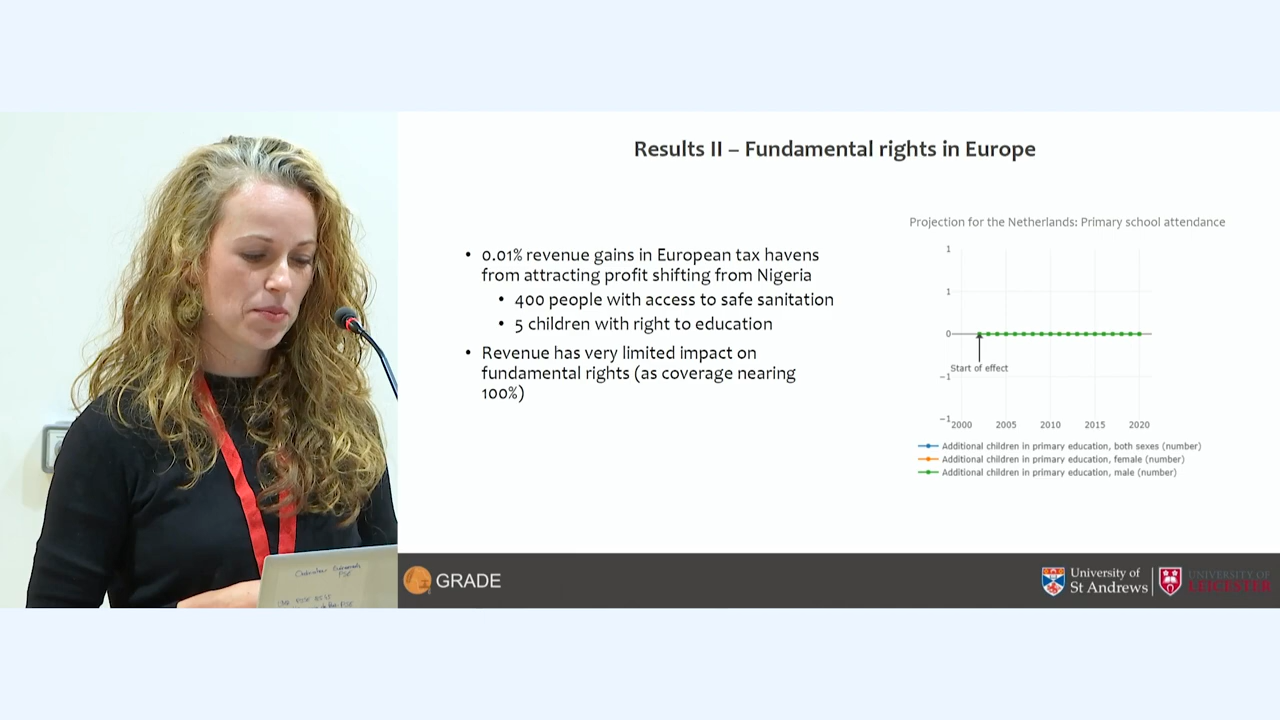 Results II – Fundamental rights in Europe
• 0.01% revenue gains in European tax havens
from attracting profit shifting from Nigeria
• 400 people with access to safe sanitation
• 5 children with right to education
• Revenue has very limited impact on
fundamental rights (as coverage nearing
100%)
Projection for the Netherlands: Primary school attendance
1
1
0
Start of effect
−1
−1
2000 2005 2010 2015 2020
Additional children in primary education, both sexes (number)
Additional children in primary education, female (number)
Additional children in primary education, male (number)
GRADE
University of
St Andrews
UNIVERSITY OF
LEICESTER